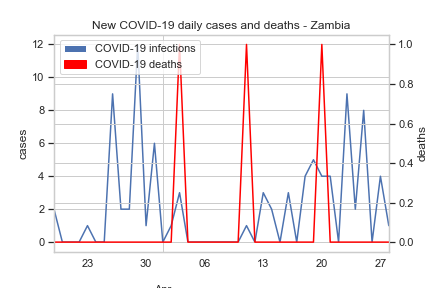 New COVID-19 daily cases and deaths - Zambia
COVID-19 infections
COVID-19 deaths
12
10
8
6
4
2
0
cases
1.0
0.8
0.6
0.4
0.2
0.0
deaths
23 30 06 13 20 27